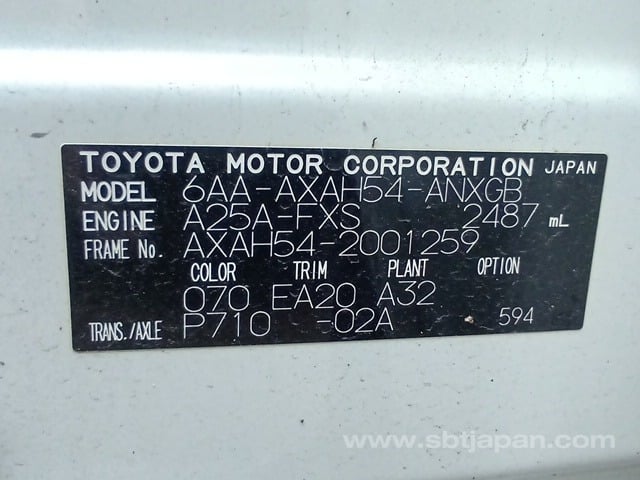 TOYOTA MOTOR CORPORATION JAPAN
MODEL 6AA-AXAH54-ANXGB
ENGINE A25A-FXS 2487 mL
FRAME No. AXAH54-2001259
COLOR TRIM PLANT OPTION
070 EA20 A32
TRANS./AXLE P710 -02A 594
www.sbtjapan.com